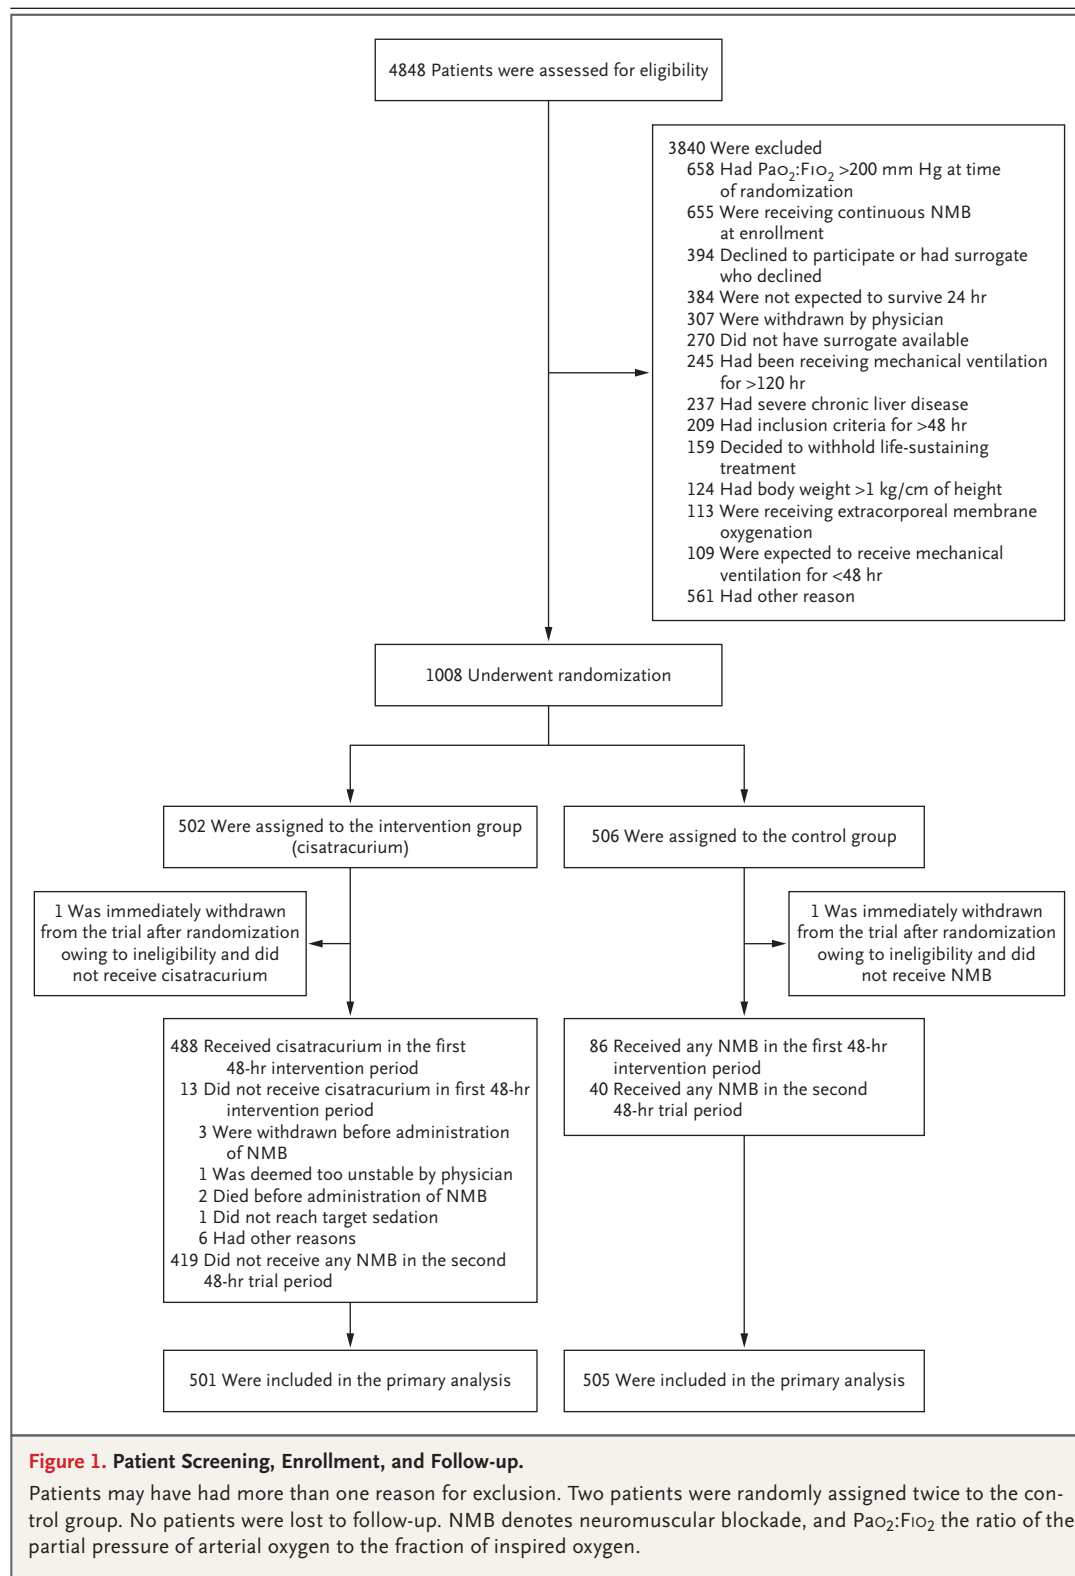 4848 Patients were assessed for eligibility
3840 Were excluded
658 Had PaO₂:FIO₂ >200 mm Hg at time
of randomization
655 Were receiving continuous NMB
at enrollment
394 Declined to participate or had surrogate
who declined
384 Were not expected to survive 24 hr
307 Were withdrawn by physician
270 Did not have surrogate available
245 Had been receiving mechanical ventilation
for >120 hr
237 Had severe chronic liver disease
209 Had inclusion criteria for >48 hr
159 Decided to withhold life-sustaining
treatment
124 Had body weight >1 kg/cm of height
113 Were receiving extracorporeal membrane
oxygenation
109 Were expected to receive mechanical
ventilation for <48 hr
561 Had other reason
1008 Underwent randomization
502 Were assigned to the intervention group
(cisatracurium)
506 Were assigned to the control group
1 Was immediately withdrawn
from the trial after randomization
owing to ineligibility and did
not receive cisatracurium
1 Was immediately withdrawn
from the trial after randomization
owing to ineligibility and did
not receive NMB
488 Received cisatracurium in the first
48-hr intervention period
13 Did not receive cisatracurium in first 48-hr
intervention period
3 Were withdrawn before administration
of NMB
1 Was deemed too unstable by physician
2 Died before administration of NMB
1 Did not reach target sedation
6 Had other reasons
419 Did not receive any NMB in the second
48-hr trial period
86 Received any NMB in the first 48-hr
intervention period
40 Received any NMB in the second
48-hr trial period
501 Were included in the primary analysis
505 Were included in the primary analysis
Figure 1. Patient Screening, Enrollment, and Follow-up.
Patients may have had more than one reason for exclusion. Two patients were randomly assigned twice to the con-
trol group. No patients were lost to follow-up. NMB denotes neuromuscular blockade, and PaO₂:FIO₂ the ratio of the
partial pressure of arterial oxygen to the fraction of inspired oxygen.